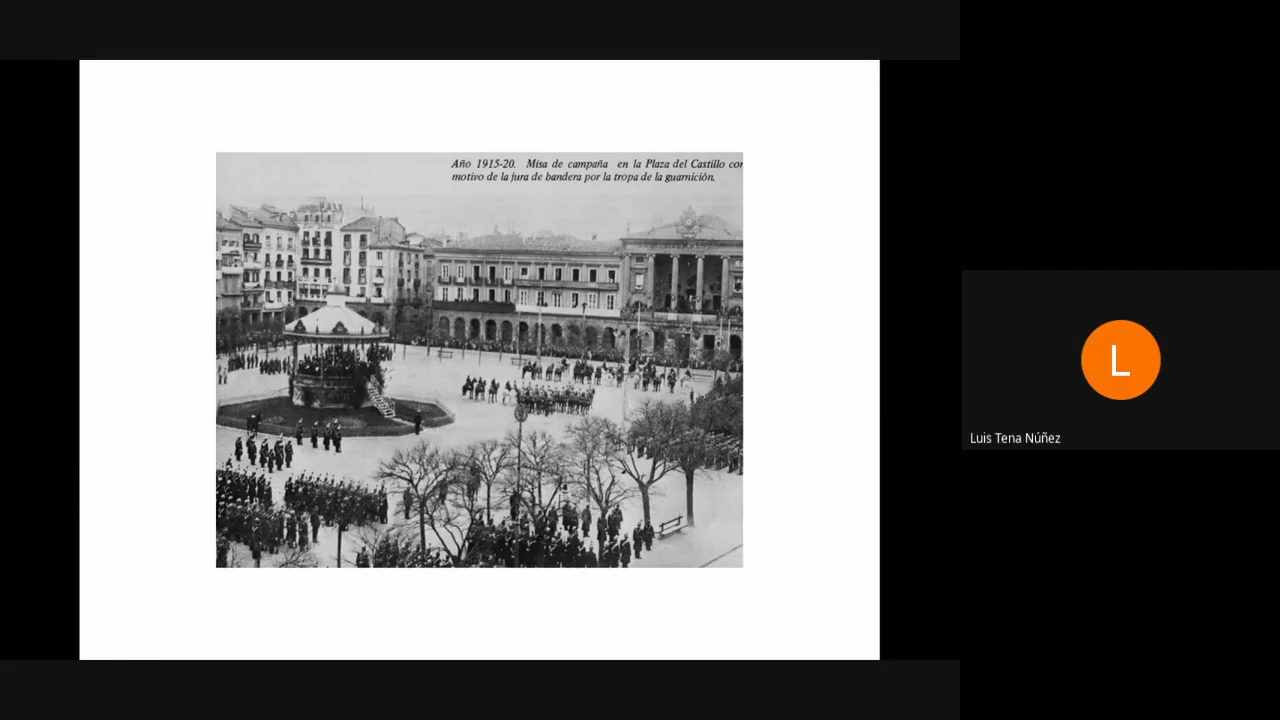 Año 1915-20. Misa de campaña en la Plaza del Castillo con
motivo de la jura de bandera por la tropa de la guarnición.
L
Luis Tena Núñez